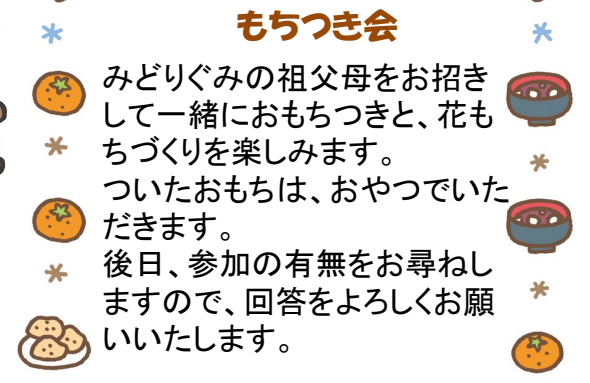 もちつき会
みどりぐみの祖父母をお招き
して一緒におもちつきと、花も
ちづくりを楽しみます。
ついたおもちは、おやつでいた
だきます。
後日、参加の有無をお尋ねし
ますので、回答をよろしくお願
いいたします。